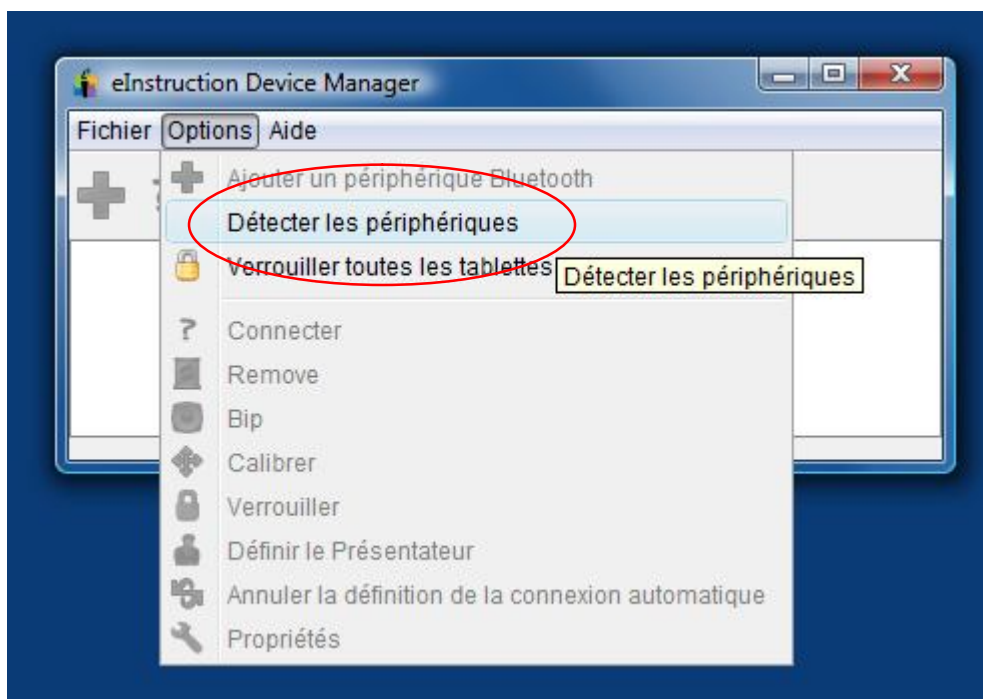 eInstruction Device Manager
Fichier Options Aide
Ajouter un périphérique Bluetooth
Détecter les périphériques
Verrouiller toutes les tablettes
Détecter les périphériques
? Connecter
Remove
Bip
Calibrer
Verrouiller
Définir le Présentateur
Annuler la définition de la connexion automatique
Propriétés